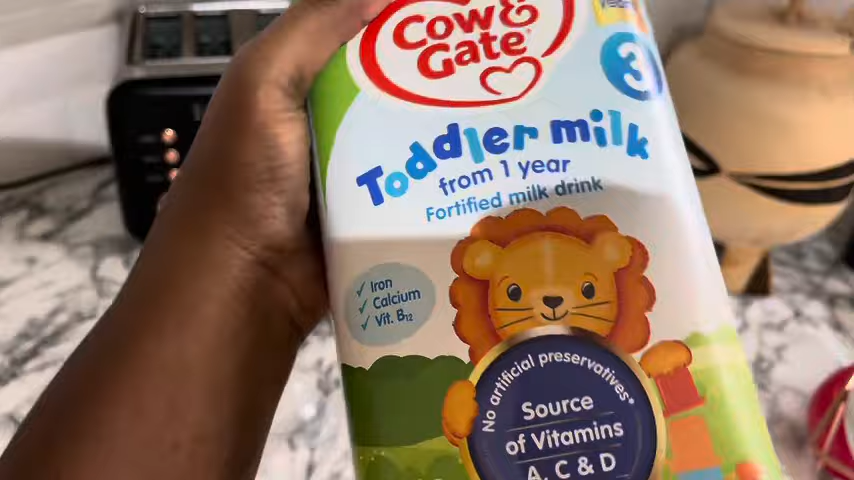 Cow &
Gate
3
Toddler milk
from 1 year
Fortified milk drink
✓ Iron
✓ Calcium
✓ Vit. B12
No artificial preservatives*
Source
of Vitamins
A, C & D